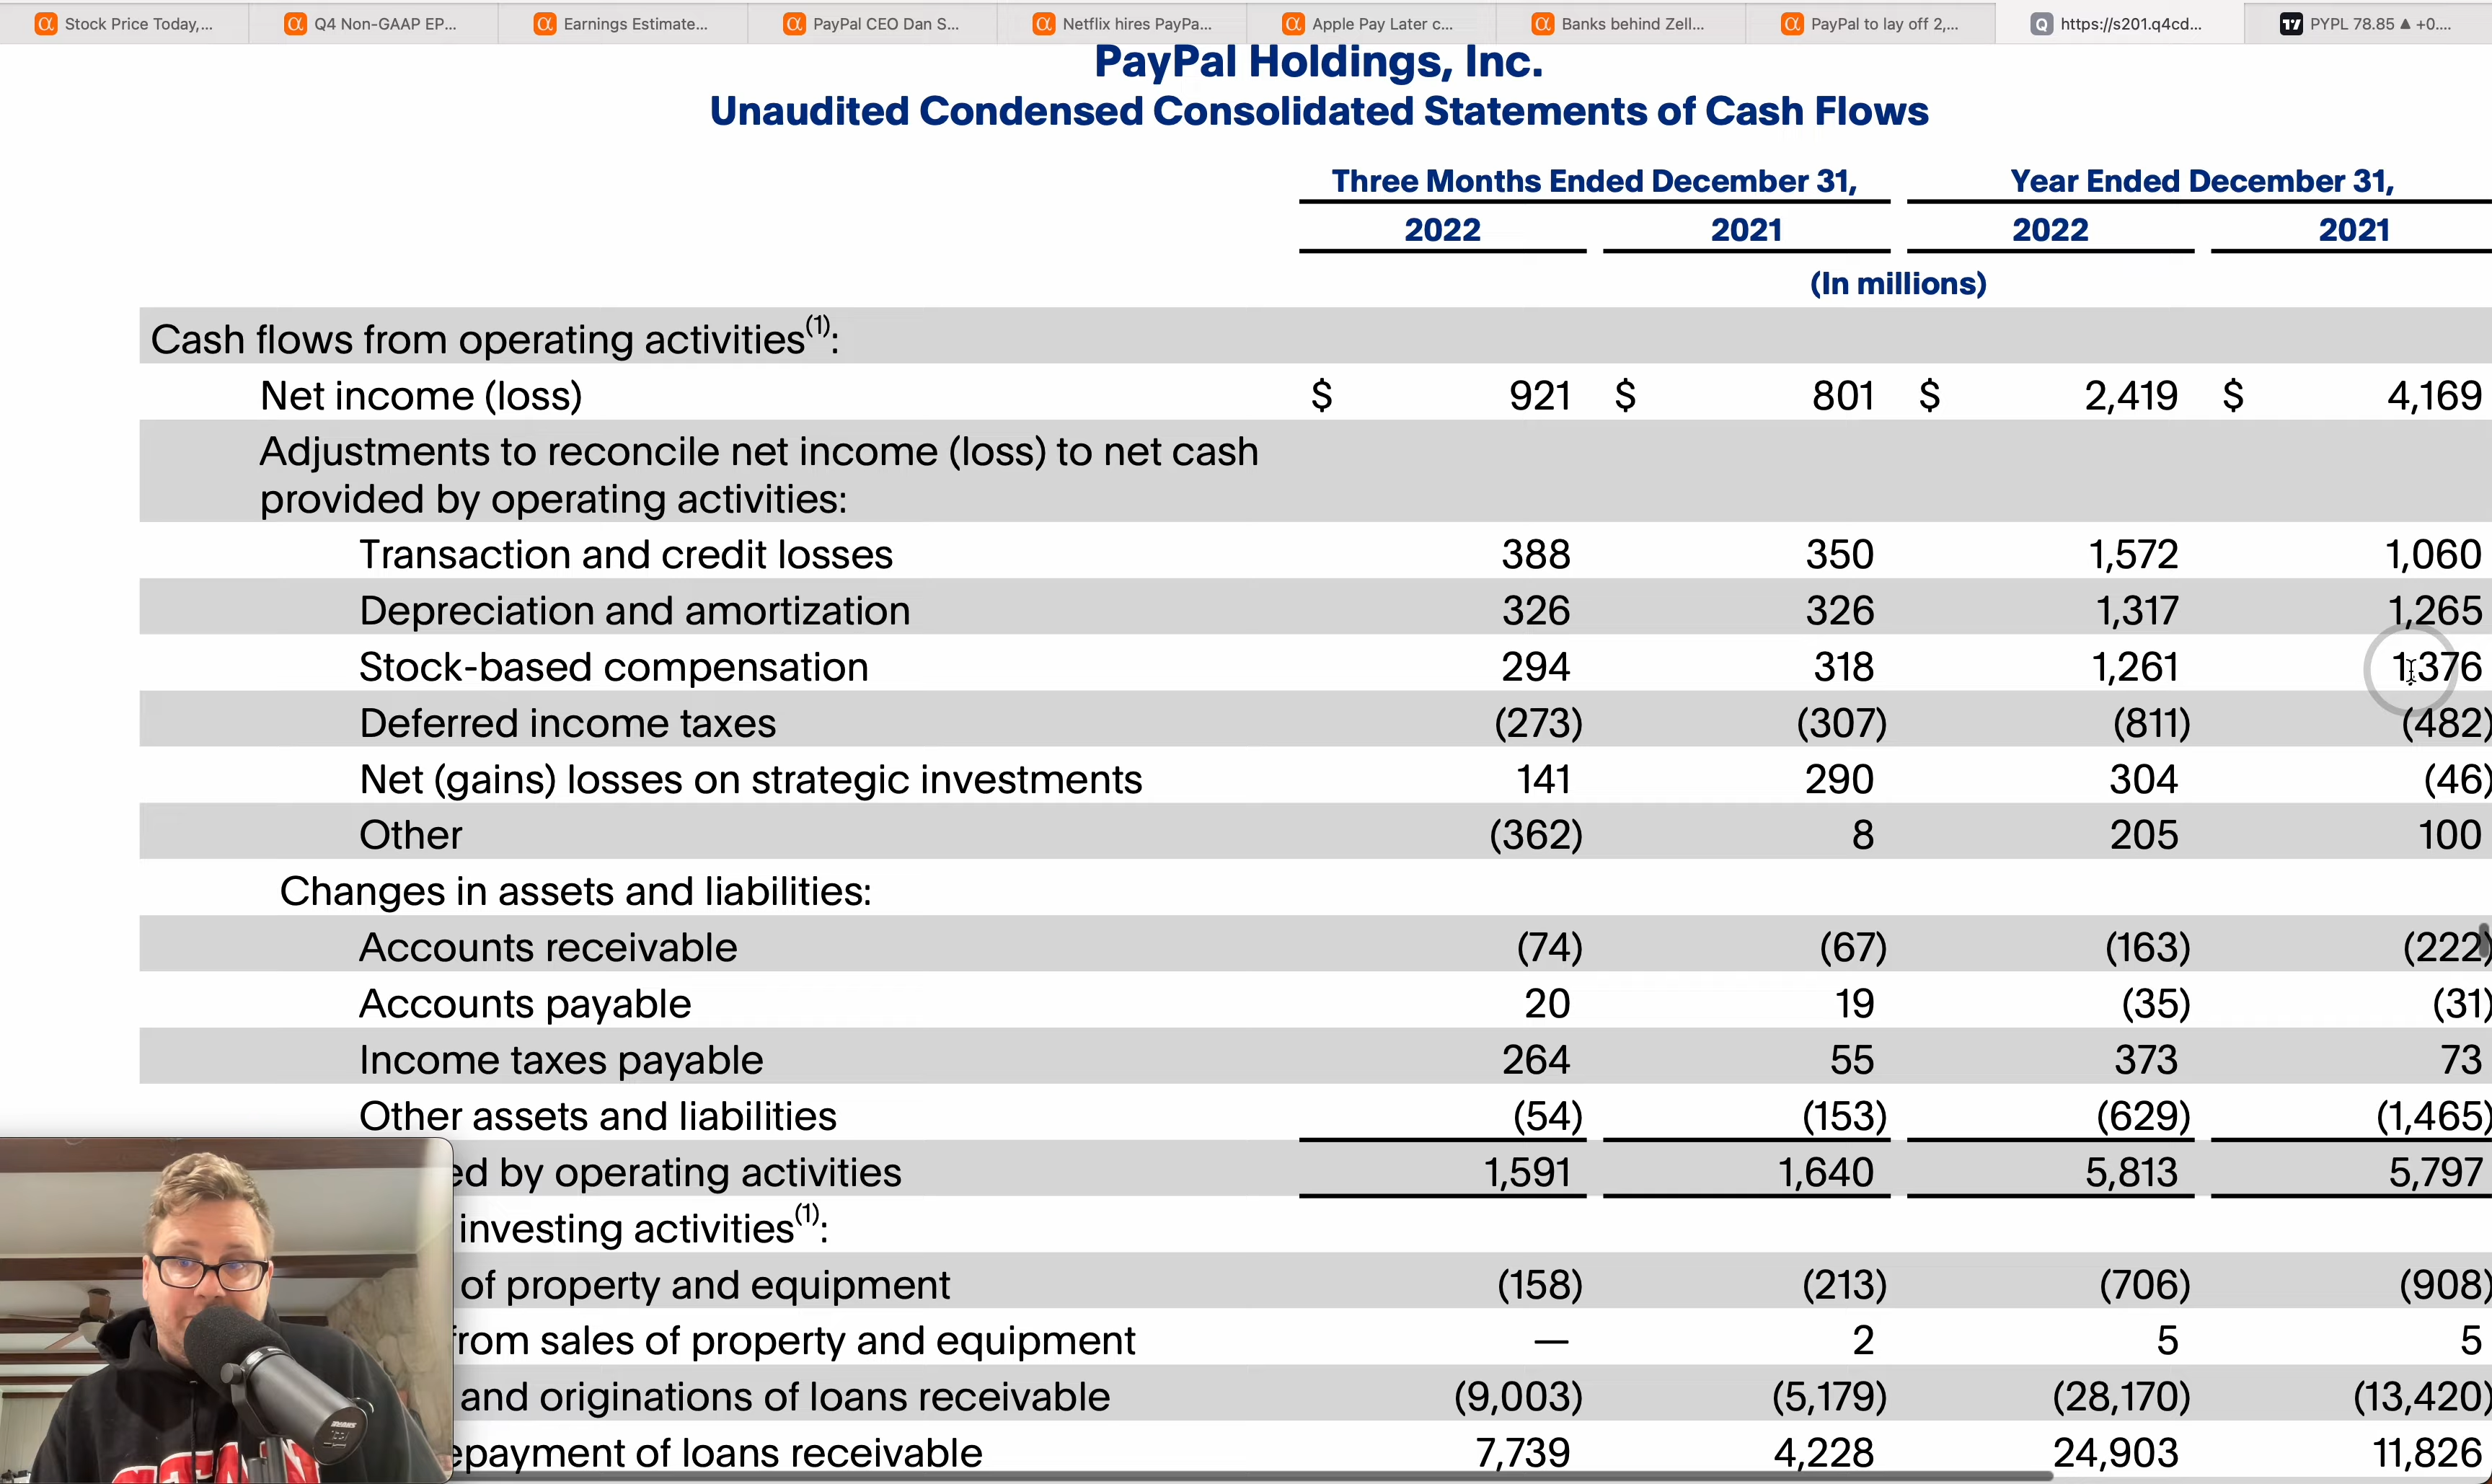 Stock Price Today,... Q4 Non-GAAP EP... Earnings Estimate... PayPal CEO Dan S... Netflix hires PayPa... Apple Pay Later c... Banks behind Zell... PayPal to lay off 2,... https://s201.q4cd... PYPL 78.85 ▲ +0....
PayPal Holdings, Inc.
Unaudited Condensed Consolidated Statements of Cash Flows
Three Months Ended December 31, Year Ended December 31,
2022 2021 2022 2021
(In millions)
Cash flows from operating activities(1):
Net income (loss) $ 921 $ 801 $ 2,419 $ 4,169
Adjustments to reconcile net income (loss) to net cash
provided by operating activities:
Transaction and credit losses 388 350 1,572 1,060
Depreciation and amortization 326 326 1,317 1,265
Stock-based compensation 294 318 1,261 1,376
Deferred income taxes (273) (307) (811) (482)
Net (gains) losses on strategic investments 141 290 304 (46)
Other (362) 8 205 100
Changes in assets and liabilities:
Accounts receivable (74) (67) (163) (222)
Accounts payable 20 19 (35) (31)
Income taxes payable 264 55 373 73
Other assets and liabilities (54) (153) (629) (1,465)
ed by operating activities 1,591 1,640 5,813 5,797
investing activities(1):
of property and equipment (158) (213) (706) (908)
from sales of property and equipment — 2 5 5
and originations of loans receivable (9,003) (5,179) (28,170) (13,420)
epayment of loans receivable 7,739 4,228 24,903 11,826